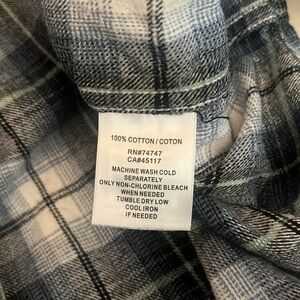 100% COTTON / COTON
RN#74747
CA#45117
MACHINE WASH COLD
SEPARATELY
ONLY NON-CHLORINE BLEACH
WHEN NEEDED
TUMBLE DRY LOW
COOL IRON
IF NEEDED